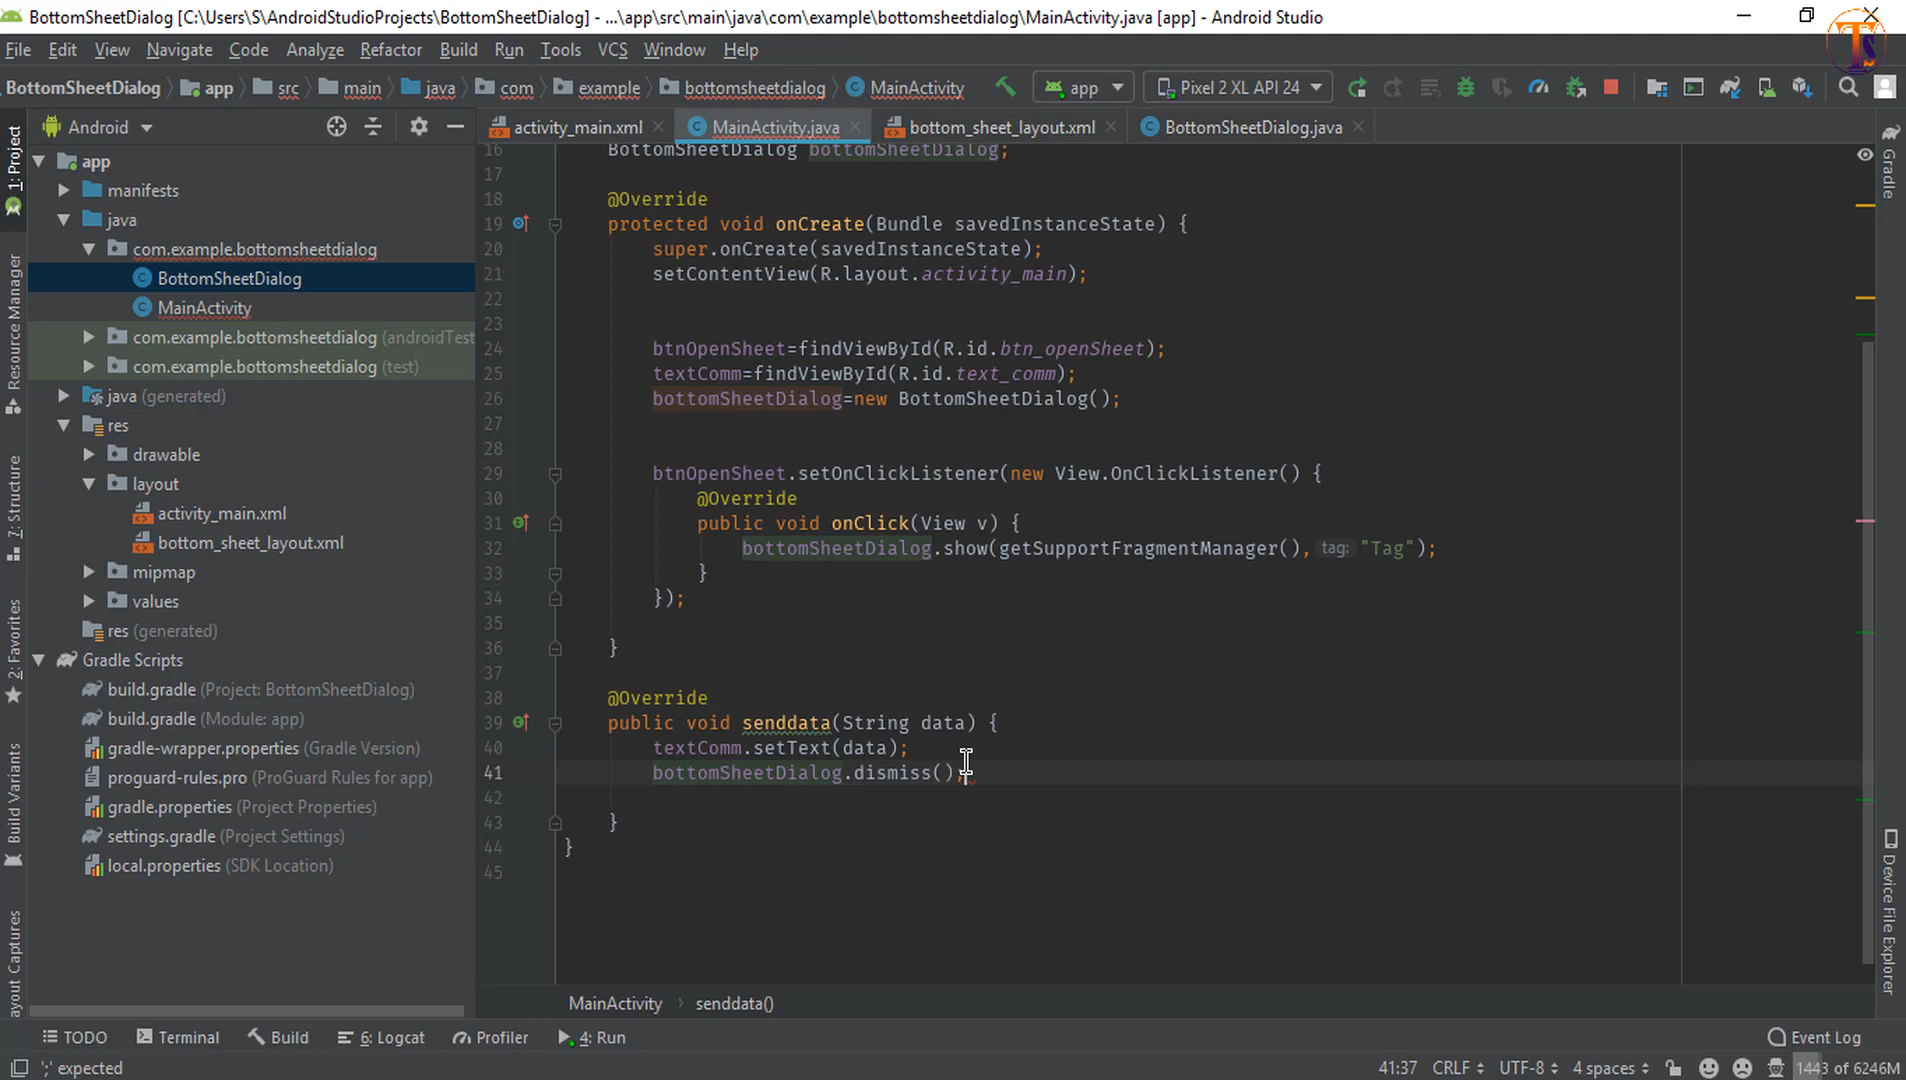 BottomSheetDialog [C:\Users\S\AndroidStudioProjects\BottomSheetDialog] - ...\app\src\main\java\com\example\bottomsheetdialog\MainActivity.java [app] - Android Studio
TS
File Edit View Navigate Code Analyze Refactor Build Run Tools VCS Window Help
BottomSheetDialog app src main java com example bottomsheetdialog MainActivity app Pixel 2 XL API 24
1: Project
Resource Manager
7: Structure
2: Favorites
Build Variants
ayout Captures
Android
app
manifests
java
com.example.bottomsheetdialog
BottomSheetDialog
MainActivity
com.example.bottomsheetdialog (androidTest
com.example.bottomsheetdialog (test)
java (generated)
res
drawable
layout
activity_main.xml
bottom_sheet_layout.xml
mipmap
values
res (generated)
Gradle Scripts
build.gradle (Project: BottomSheetDialog)
build.gradle (Module: app)
gradle-wrapper.properties (Gradle Version)
proguard-rules.pro (ProGuard Rules for app)
gradle.properties (Project Properties)
settings.gradle (Project Settings)
local.properties (SDK Location)
activity_main.xml MainActivity.java bottom_sheet_layout.xml BottomSheetDialog.java
16 BottomSheetDialog bottomSheetDialog;
17
18 @Override
19 protected void onCreate(Bundle savedInstanceState) {
20 super.onCreate(savedInstanceState);
21 setContentView(R.layout.activity_main);
22
23
24 btnOpenSheet=findViewById(R.id.btn_openSheet);
25 textComm=findViewById(R.id.text_comm);
26 bottomSheetDialog=new BottomSheetDialog();
27
28
29 btnOpenSheet.setOnClickListener(new View.OnClickListener() {
30 @Override
31 public void onClick(View v) {
32 bottomSheetDialog.show(getSupportFragmentManager(), tag: "Tag");
33 }
34 });
35
36 }
37
38 @Override
39 public void senddata(String data) {
40 textComm.setText(data);
41 bottomSheetDialog.dismiss();
42
43 }
44 }
45
Gradle
Device File Explorer
MainActivity senddata()
TODO Terminal Build 6: Logcat Profiler 4: Run Event Log
';' expected 41:37 CRLF UTF-8 4 spaces 1443 of 6246M